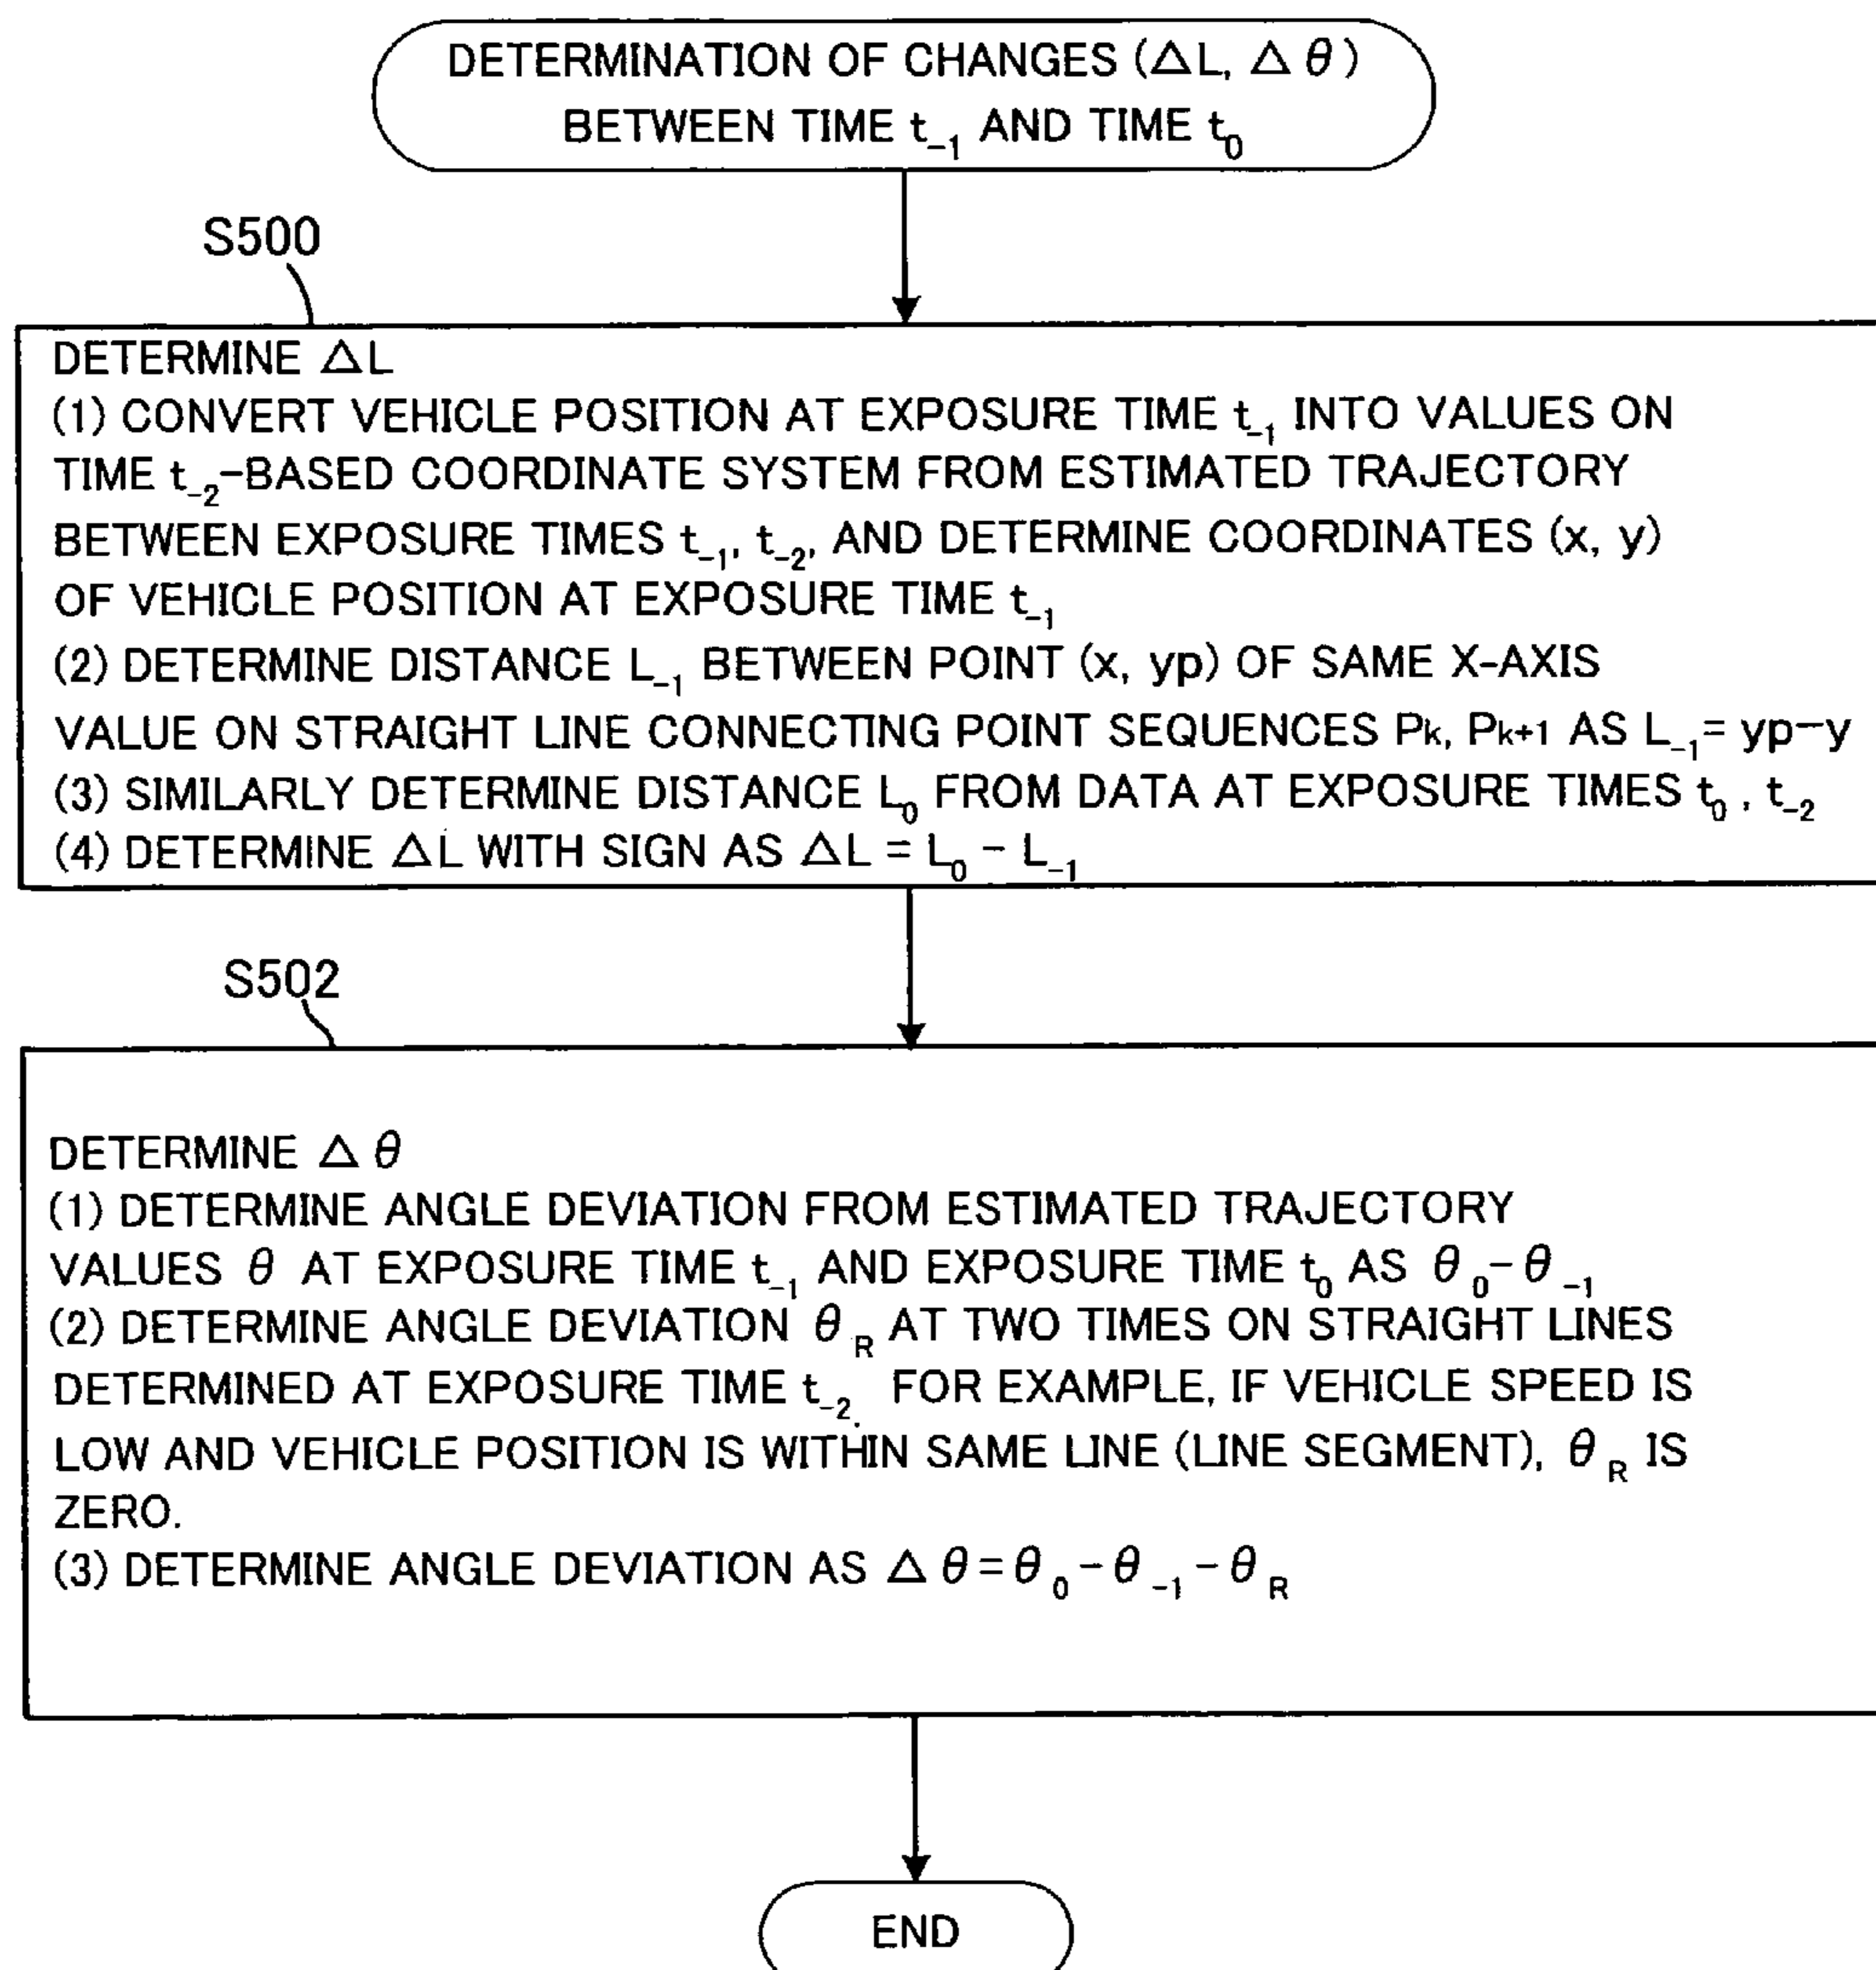 DETERMINATION OF CHANGES (△L, △θ)
BETWEEN TIME t₋₁ AND TIME t₀
S500
DETERMINE △L
(1) CONVERT VEHICLE POSITION AT EXPOSURE TIME t₋₁ INTO VALUES ON
TIME t₋₂-BASED COORDINATE SYSTEM FROM ESTIMATED TRAJECTORY
BETWEEN EXPOSURE TIMES t₋₁, t₋₂, AND DETERMINE COORDINATES (x, y)
OF VEHICLE POSITION AT EXPOSURE TIME t₋₁
(2) DETERMINE DISTANCE L₋₁ BETWEEN POINT (x, yp) OF SAME X-AXIS
VALUE ON STRAIGHT LINE CONNECTING POINT SEQUENCES Pk, Pk+1 AS L₋₁= yp-y
(3) SIMILARLY DETERMINE DISTANCE L₀ FROM DATA AT EXPOSURE TIMES t₀, t₋₂
(4) DETERMINE △L WITH SIGN AS △L = L₀ - L₋₁
S502
DETERMINE △θ
(1) DETERMINE ANGLE DEVIATION FROM ESTIMATED TRAJECTORY
VALUES θ AT EXPOSURE TIME t₋₁ AND EXPOSURE TIME t₀ AS θ₀-θ₋₁
(2) DETERMINE ANGLE DEVIATION θR AT TWO TIMES ON STRAIGHT LINES
DETERMINED AT EXPOSURE TIME t₋₂. FOR EXAMPLE, IF VEHICLE SPEED IS
LOW AND VEHICLE POSITION IS WITHIN SAME LINE (LINE SEGMENT), θR IS
ZERO.
(3) DETERMINE ANGLE DEVIATION AS △θ=θ₀-θ₋₁-θR
END